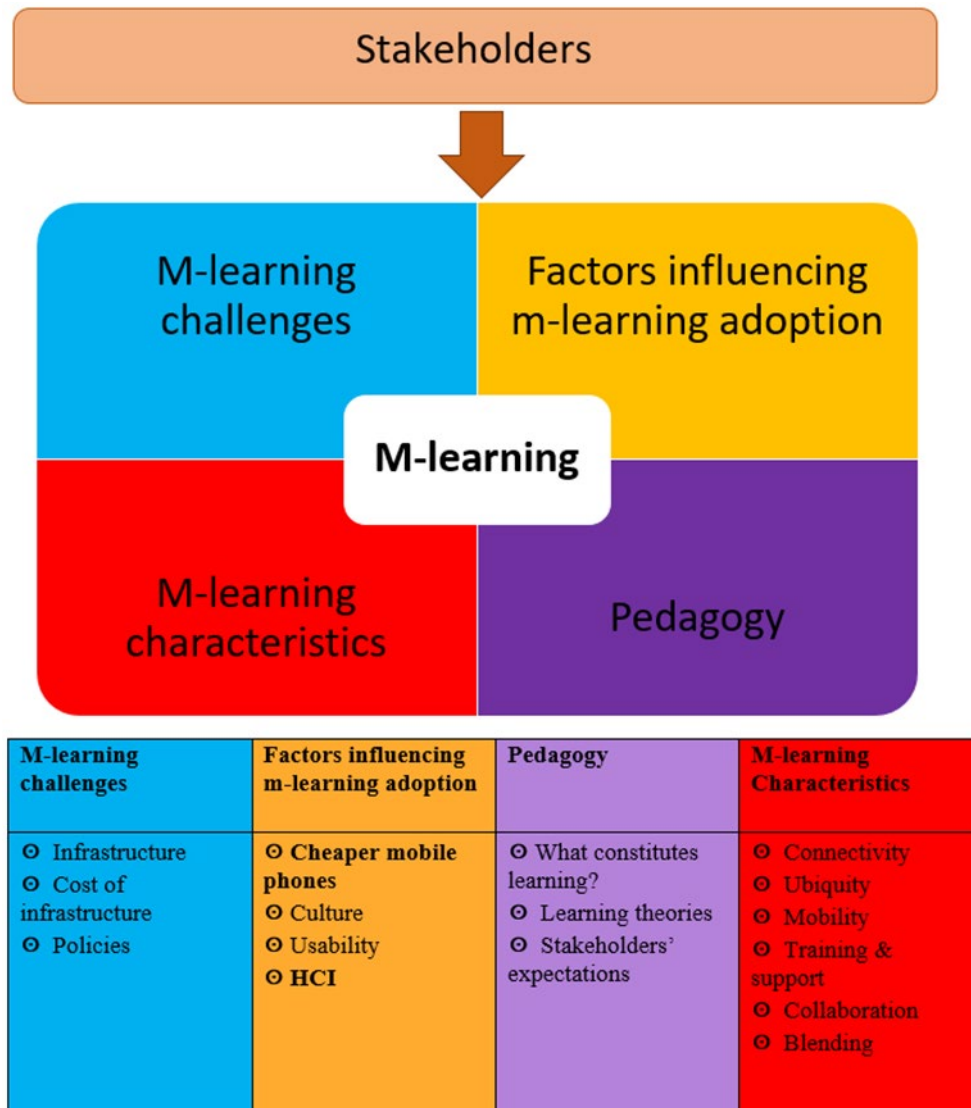 Stakeholders
M-learning
challenges
Factors influencing
m-learning adoption
M-learning
M-learning
characteristics
Pedagogy
M-learning
challenges
Factors influencing
m-learning adoption
Pedagogy
M-learning
Characteristics
ʘ Infrastructure
ʘ Cost of
infrastructure
ʘ Policies
ʘ Cheaper mobile
phones
ʘ Culture
ʘ Usability
ʘ HCI
ʘ What constitutes
learning?
ʘ Learning theories
ʘ Stakeholders’
expectations
ʘ Connectivity
ʘ Ubiquity
ʘ Mobility
ʘ Training &
support
ʘ Collaboration
ʘ Blending